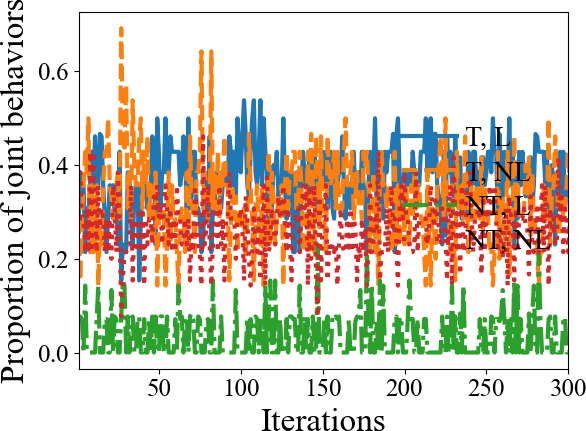 Proportion of joint behaviors
0.6
0.4
0.2
0.0
T, L
T, NL
NT, L
NT, NL
50 100 150 200 250 300
Iterations